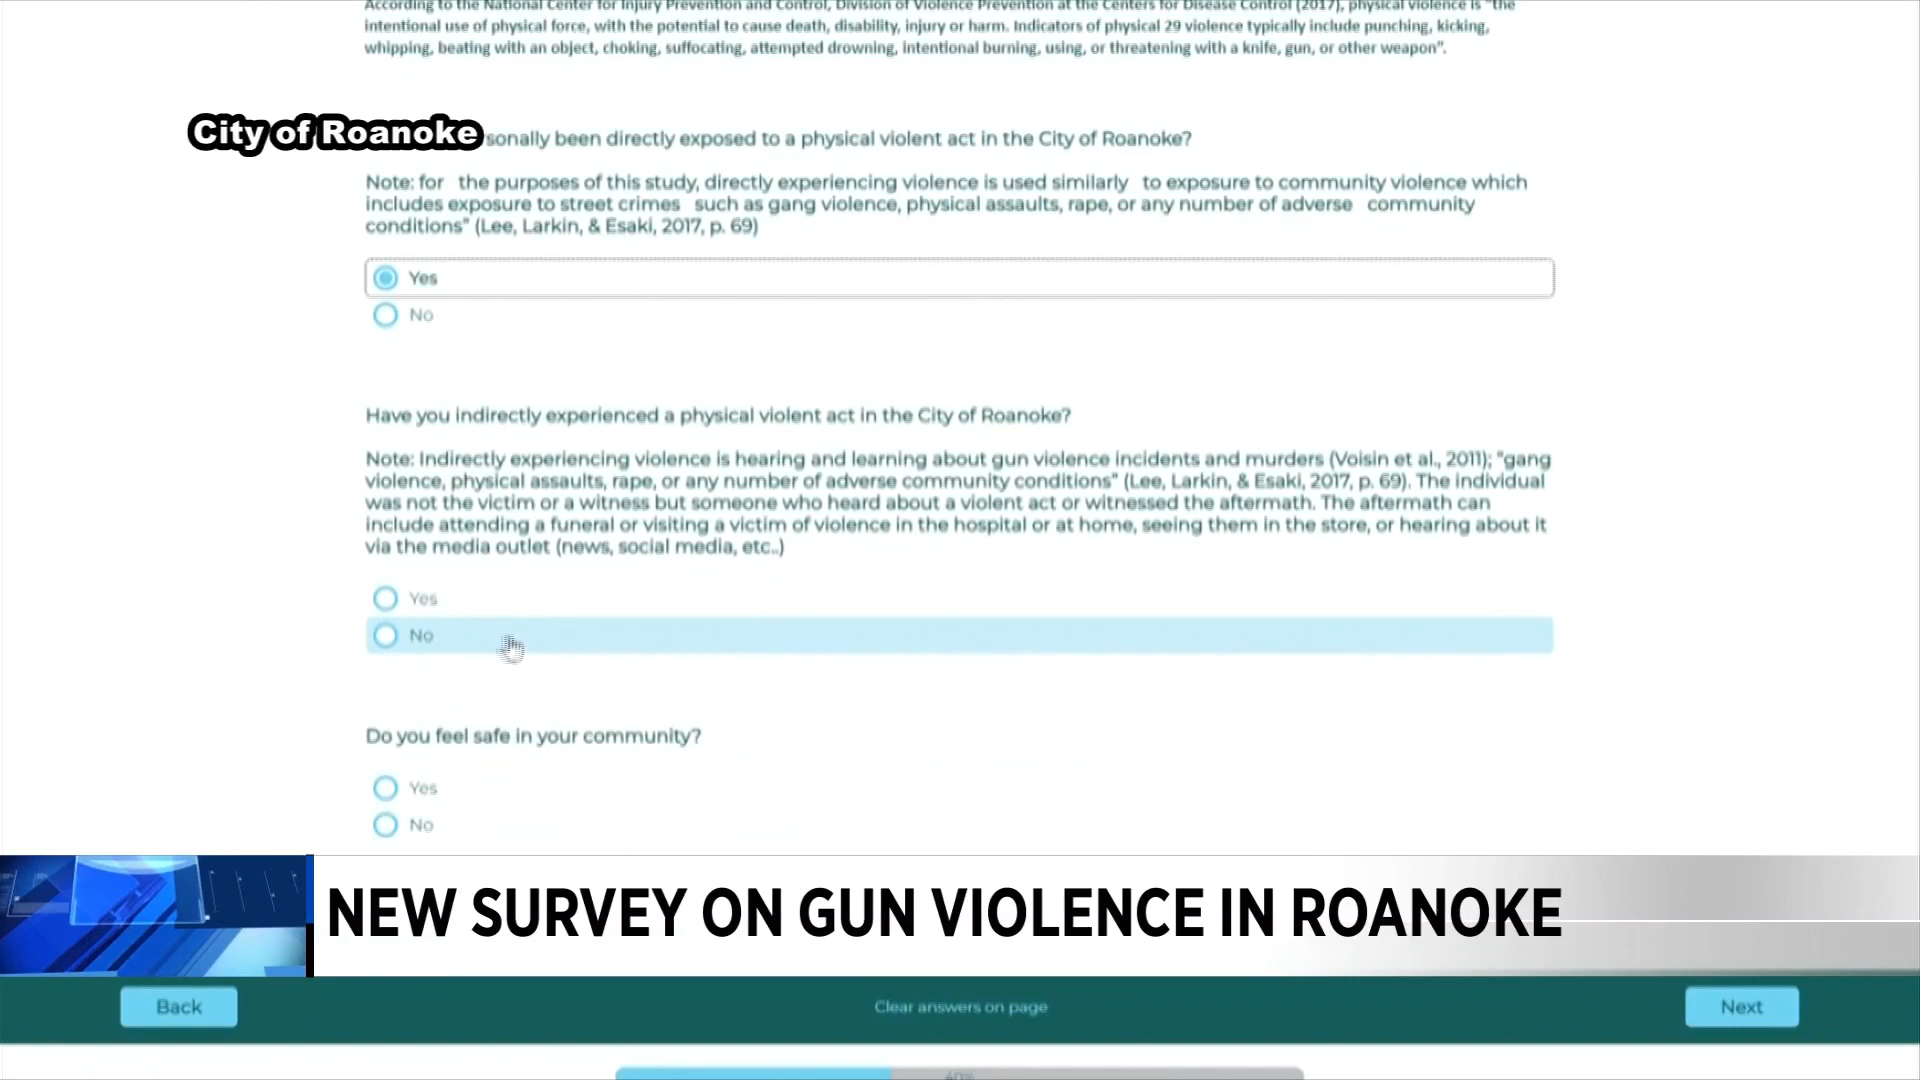 According to the National Center for Injury Prevention and Control, Division of Violence Prevention at the Centers for Disease Control (2017), physical violence is "the
intentional use of physical force, with the potential to cause death, disability, injury or harm. Indicators of physical 29 violence typically include punching, kicking,
whipping, beating with an object, choking, suffocating, attempted drowning, intentional burning, using, or threatening with a knife, gun, or other weapon".
City of Roanoke
sonally been directly exposed to a physical violent act in the City of Roanoke?
Note: for the purposes of this study, directly experiencing violence is used similarly to exposure to community violence which
includes exposure to street crimes such as gang violence, physical assaults, rape, or any number of adverse community
conditions" (Lee, Larkin, & Esaki, 2017, p. 69)
Yes
No
Have you indirectly experienced a physical violent act in the City of Roanoke?
Note: Indirectly experiencing violence is hearing and learning about gun violence incidents and murders (Voisin et al., 2011); "gang
violence, physical assaults, rape, or any number of adverse community conditions" (Lee, Larkin, & Esaki, 2017, p. 69). The individual
was not the victim or a witness but someone who heard about a violent act or witnessed the aftermath. The aftermath can
include attending a funeral or visiting a victim of violence in the hospital or at home, seeing them in the store, or hearing about it
via the media outlet (news, social media, etc..)
Yes
No
Do you feel safe in your community?
Yes
No
NEW SURVEY ON GUN VIOLENCE IN ROANOKE
Back
Clear answers on page
Next
40%